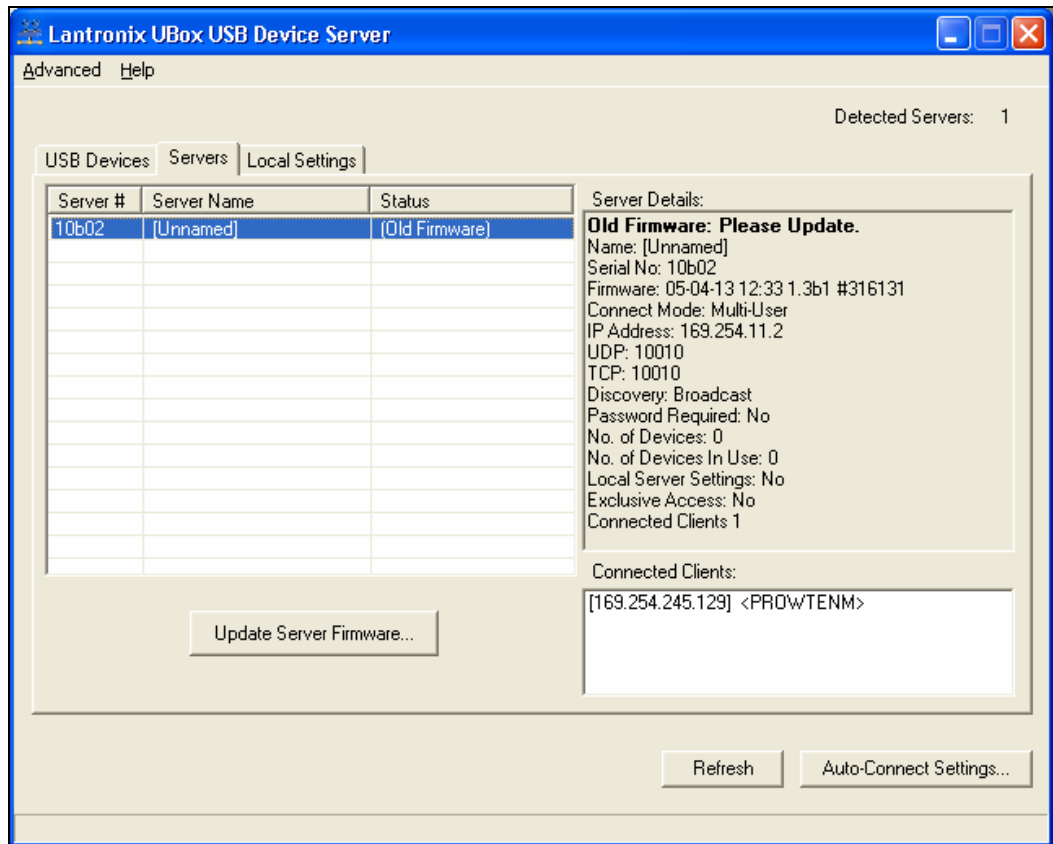 Lantronix UBox USB Device Server
Advanced Help
Detected Servers: 1
USB Devices Servers Local Settings
Server # Server Name Status
10b02 [Unnamed] (Old Firmware)
Server Details:
Old Firmware: Please Update.
Name: [Unnamed]
Serial No: 10b02
Firmware: 05-04-13 12:33 1.3b1 #316131
Connect Mode: Multi-User
IP Address: 169.254.11.2
UDP: 10010
TCP: 10010
Discovery: Broadcast
Password Required: No
No. of Devices: 0
No. of Devices In Use: 0
Local Server Settings: No
Exclusive Access: No
Connected Clients 1
Connected Clients:
[169.254.245.129] <PROWTENM>
Update Server Firmware...
Refresh Auto-Connect Settings...